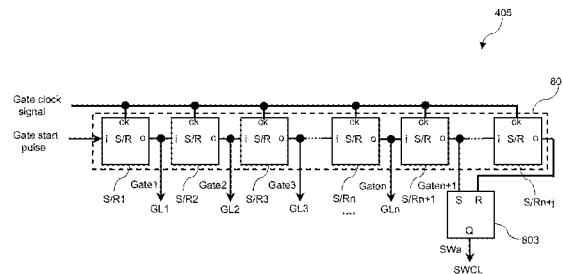 405
80
Gate clock signal
ck ck ck ck ck ck
Gate start pulse
i S/R o i S/R o i S/R o i S/R o i S/R o i S/R o
Gate1 Gate2 Gate3 Gaten Gaten+1
S/R1 S/R2 S/R3 S/Rn S/Rn+1 S/Rn+j
GL1 GL2 GL3 .... GLn
S R
Q
803
SWa
SWCL